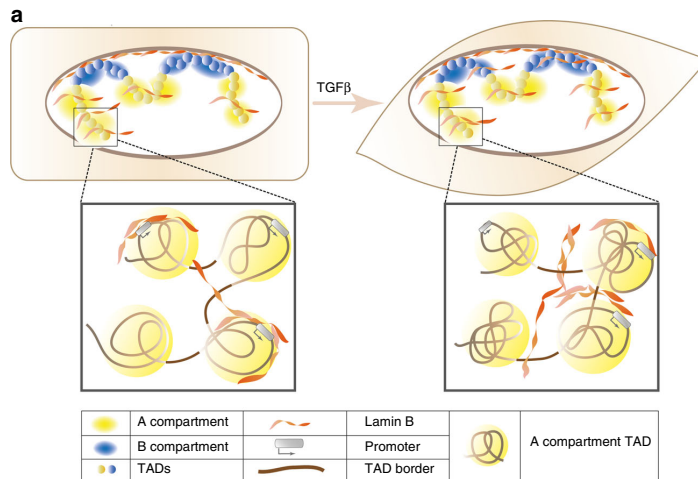 a
TGFβ
A compartment
Lamin B
A compartment TAD
B compartment
Promoter
TADs
TAD border